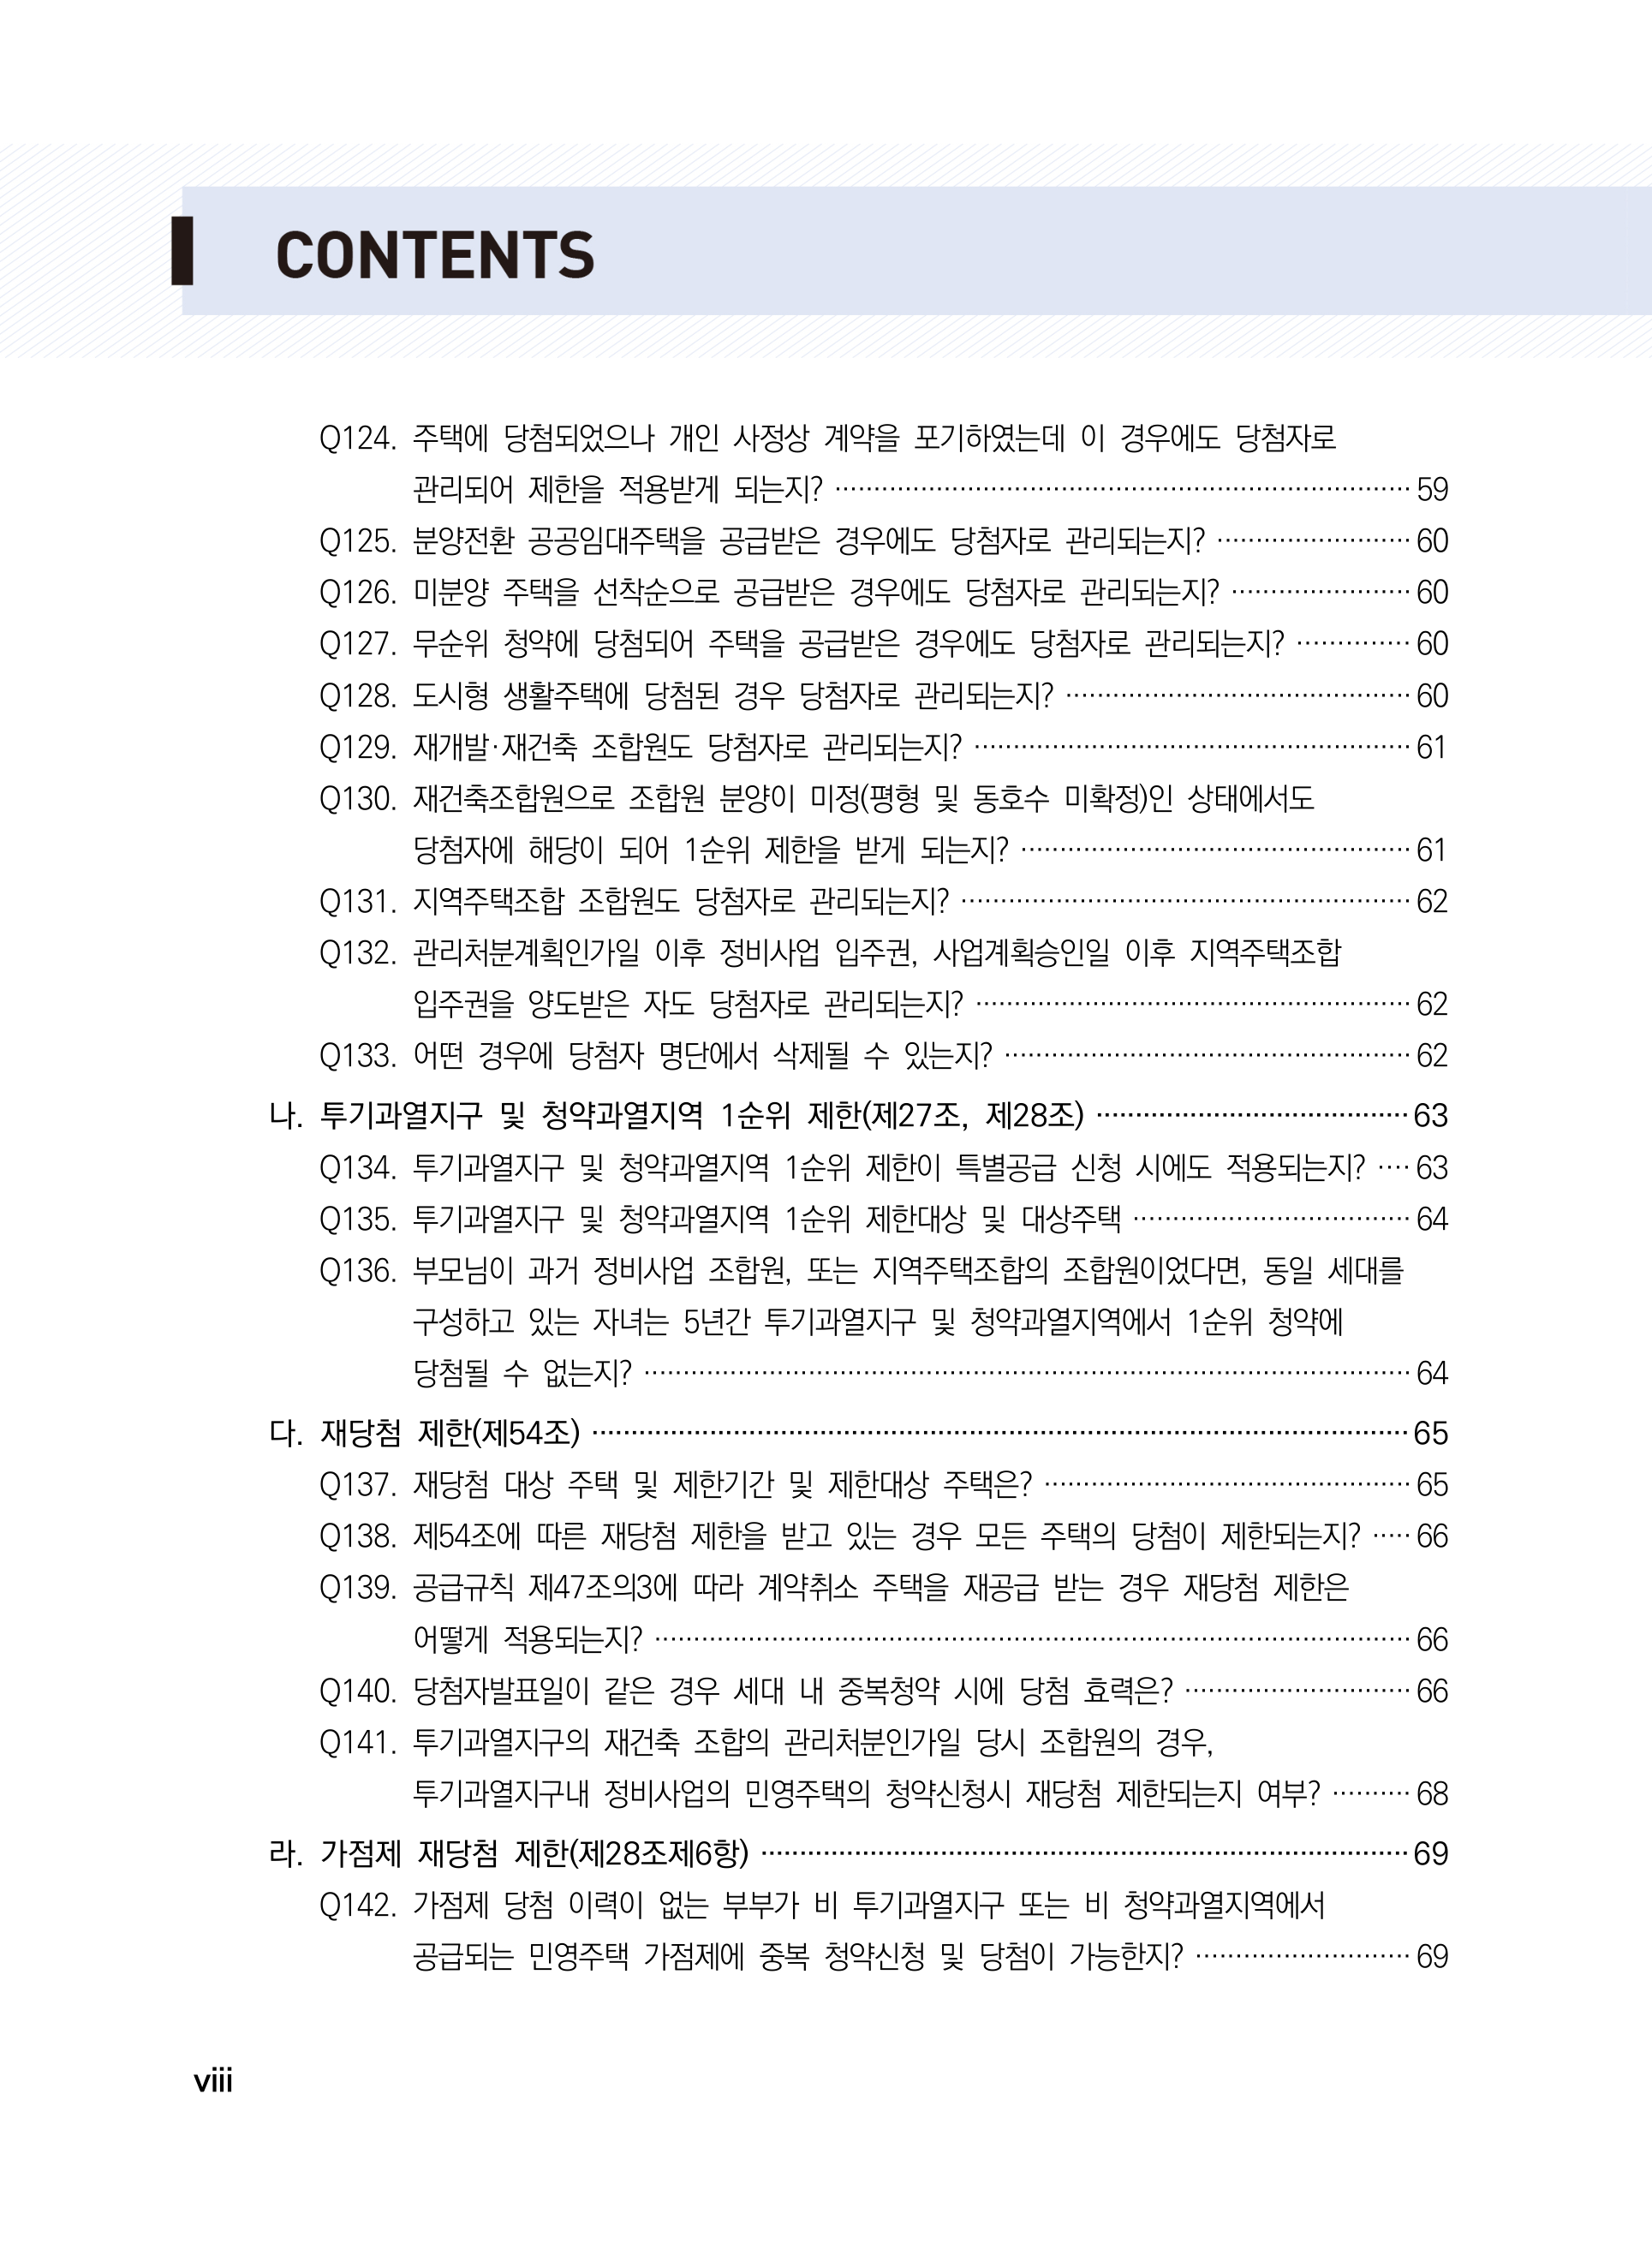 CONTENTS
Q124. 주택에 당첨되었으나 개인 사정상 계약을 포기하였는데 이 경우에도 당첨자로
관리되어 제한을 적용받게 되는지? 59
Q125. 분양전환 공공임대주택을 공급받은 경우에도 당첨자로 관리되는지? 60
Q126. 미분양 주택을 선착순으로 공급받은 경우에도 당첨자로 관리되는지? 60
Q127. 무순위 청약에 당첨되어 주택을 공급받은 경우에도 당첨자로 관리되는지? 60
Q128. 도시형 생활주택에 당첨된 경우 당첨자로 관리되는지? 60
Q129. 재개발·재건축 조합원도 당첨자로 관리되는지? 61
Q130. 재건축조합원으로 조합원 분양이 미정(평형 및 동호수 미확정)인 상태에서도
당첨자에 해당이 되어 1순위 제한을 받게 되는지? 61
Q131. 지역주택조합 조합원도 당첨자로 관리되는지? 62
Q132. 관리처분계획인가일 이후 정비사업 입주권, 사업계획승인일 이후 지역주택조합
입주권을 양도받은 자도 당첨자로 관리되는지? 62
Q133. 어떤 경우에 당첨자 명단에서 삭제될 수 있는지? 62
나. 투기과열지구 및 청약과열지역 1순위 제한(제27조, 제28조) 63
Q134. 투기과열지구 및 청약과열지역 1순위 제한이 특별공급 신청 시에도 적용되는지? 63
Q135. 투기과열지구 및 청약과열지역 1순위 제한대상 및 대상주택 64
Q136. 부모님이 과거 정비사업 조합원, 또는 지역주택조합의 조합원이었다면, 동일 세대를
구성하고 있는 자녀는 5년간 투기과열지구 및 청약과열지역에서 1순위 청약에
당첨될 수 없는지? 64
다. 재당첨 제한(제54조) 65
Q137. 재당첨 대상 주택 및 제한기간 및 제한대상 주택은? 65
Q138. 제54조에 따른 재당첨 제한을 받고 있는 경우 모든 주택의 당첨이 제한되는지? 66
Q139. 공급규칙 제47조의3에 따라 계약취소 주택을 재공급 받는 경우 재당첨 제한은
어떻게 적용되는지? 66
Q140. 당첨자발표일이 같은 경우 세대 내 중복청약 시에 당첨 효력은? 66
Q141. 투기과열지구의 재건축 조합의 관리처분인가일 당시 조합원의 경우,
투기과열지구내 정비사업의 민영주택의 청약신청시 재당첨 제한되는지 여부? 68
라. 가점제 재당첨 제한(제28조제6항) 69
Q142. 가점제 당첨 이력이 없는 부부가 비 투기과열지구 또는 비 청약과열지역에서
공급되는 민영주택 가점제에 중복 청약신청 및 당첨이 가능한지? 69
viii